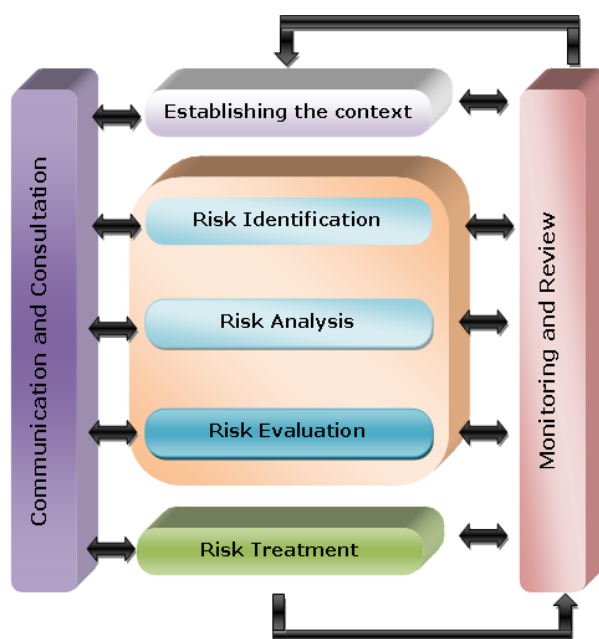 Establishing the context
Communication and Consultation
Risk Identification
Risk Analysis
Risk Evaluation
Risk Treatment
Monitoring and Review